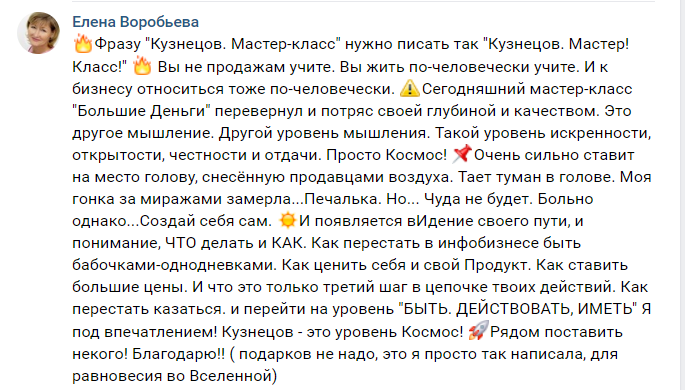 Елена Воробьева
🔥Фразу "Кузнецов. Мастер-класс" нужно писать так "Кузнецов. Мастер!
Класс!" 🔥 Вы не продажам учите. Вы жить по-человечески учите. И к
бизнесу относиться тоже по-человечески. ⚠️Сегодняшний мастер-класс
"Большие Деньги" перевернул и потряс своей глубиной и качеством. Это
другое мышление. Другой уровень мышления. Такой уровень искренности,
открытости, честности и отдачи. Просто Космос! 📌Очень сильно ставит
на место голову, снесённую продавцами воздуха. Тает туман в голове. Моя
гонка за миражами замерла...Печалька. Но... Чуда не будет. Больно
однако...Создай себя сам. ☀️И появляется вИдение своего пути, и
понимание, ЧТО делать и КАК. Как перестать в инфобизнесе быть
бабочками-однодневками. Как ценить себя и свой Продукт. Как ставить
большие цены. И что это только третий шаг в цепочке твоих действий. Как
перестать казаться. и перейти на уровень "БЫТЬ. ДЕЙСТВОВАТЬ, ИМЕТЬ" Я
под впечатлением! Кузнецов - это уровень Космос! 🚀Рядом поставить
некого! Благодарю!! ( подарков не надо, это я просто так написала, для
равновесия во Вселенной)